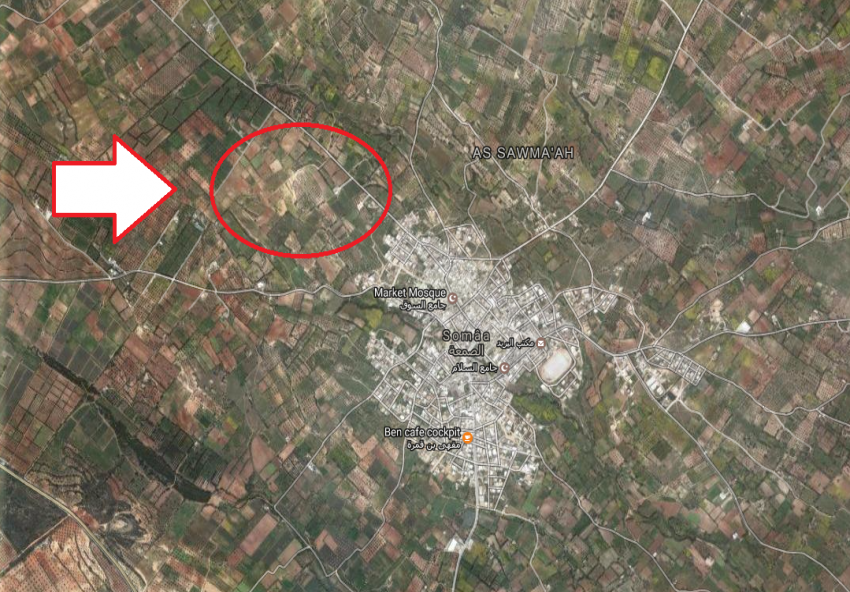 AS SAWMA'AH
Market Mosque
جامع السوق
Somâa
الصمعة
مكتب البريد
جامع السلام
Ben cafe cockpit
مقهى بن قمرة